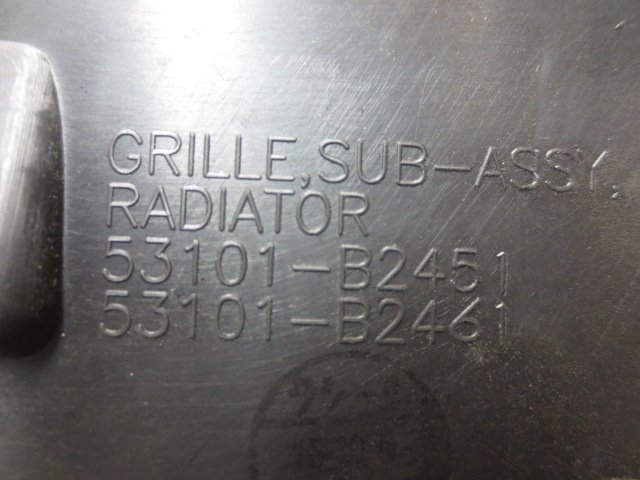 GRILLE,SUB-ASSY,
RADIATOR
53101-B2451
53101-B2461